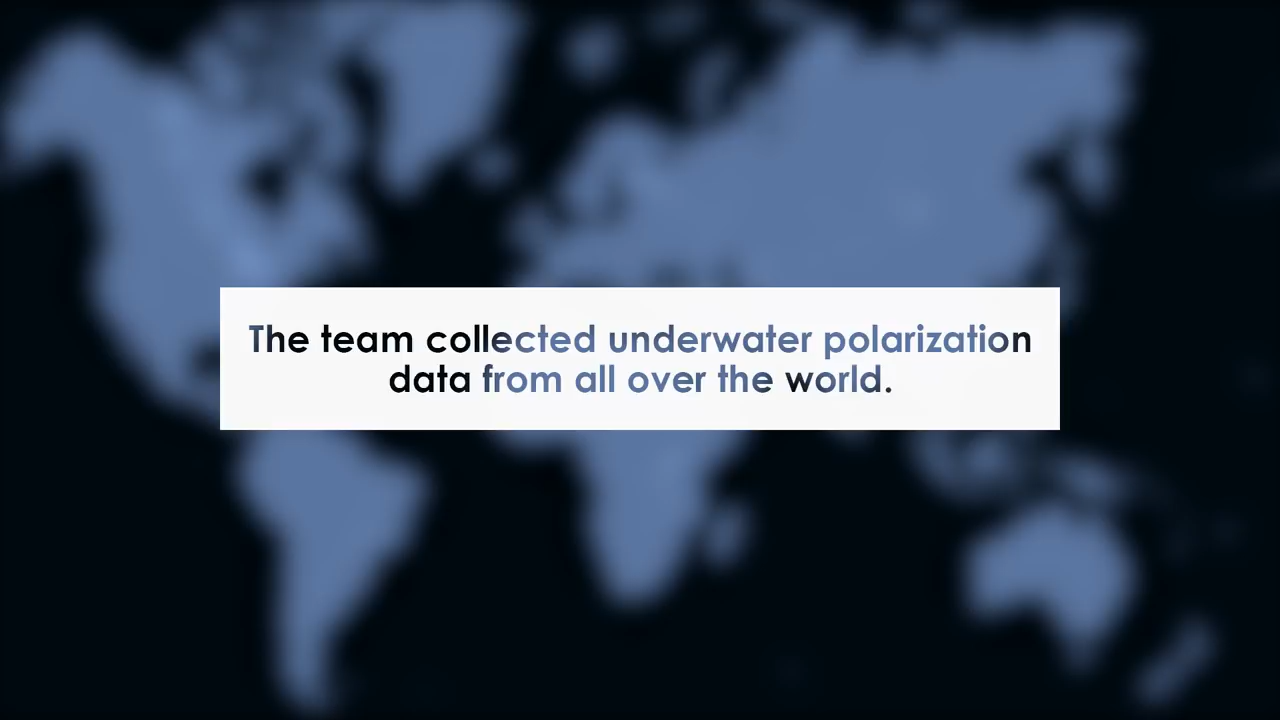 The team collected underwater polarization
data from all over the world.